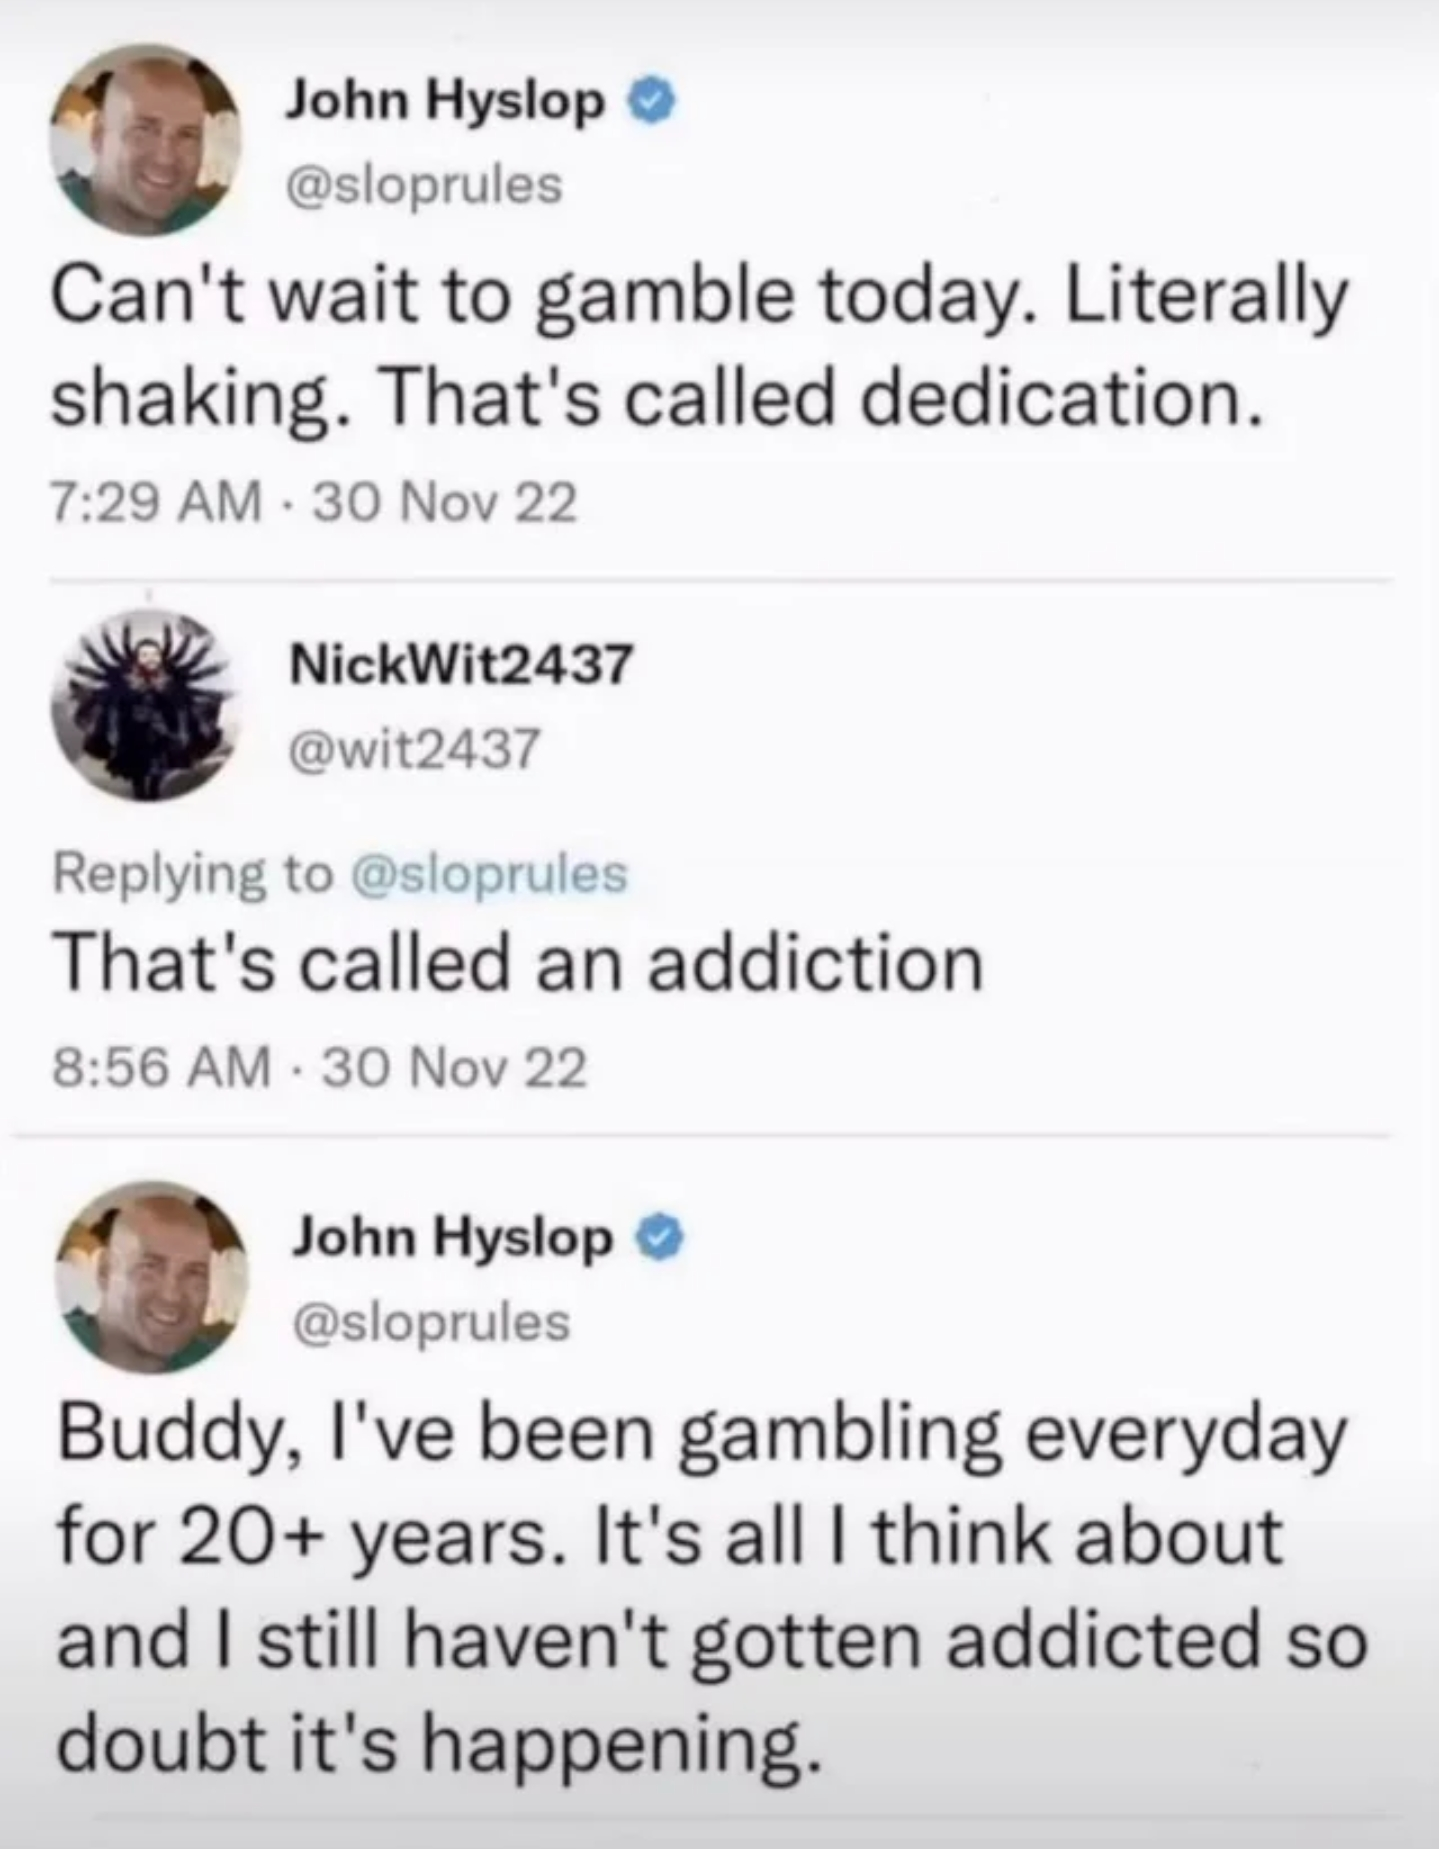 John Hyslop
@sloprules
Can't wait to gamble today. Literally
shaking. That's called dedication.
7:29 AM · 30 Nov 22
NickWit2437
@wit2437
Replying to @sloprules
That's called an addiction
8:56 AM · 30 Nov 22
John Hyslop
@sloprules
Buddy, I've been gambling everyday
for 20+ years. It's all I think about
and I still haven't gotten addicted so
doubt it's happening.